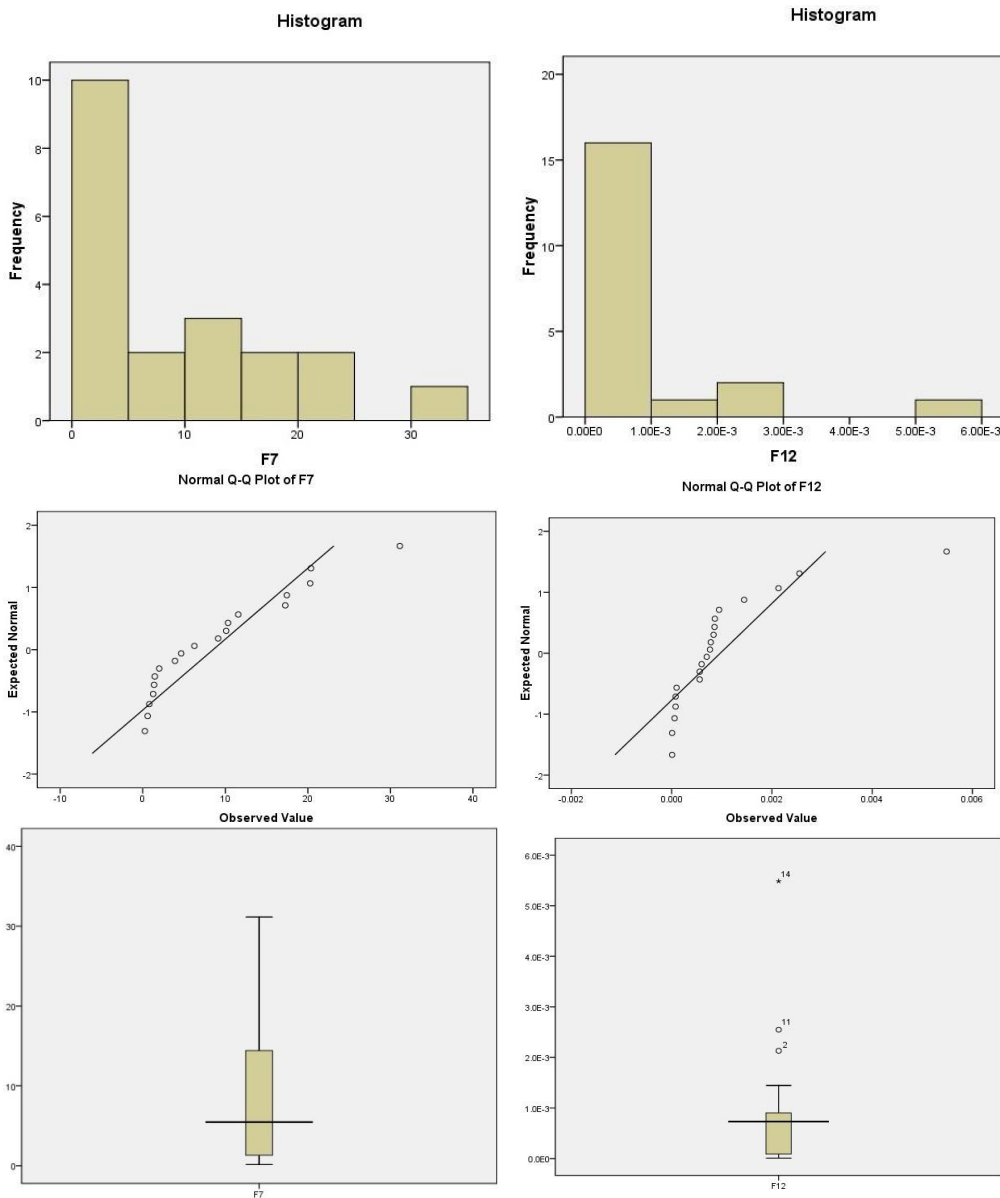 Histogram
Frequency
10
8
6
4
2
0
0 10 20 30
F7
Histogram
Frequency
20
15
10
5
0
0.00E0 1.00E-3 2.00E-3 3.00E-3 4.00E-3 5.00E-3 6.00E-3
F12
Normal Q-Q Plot of F7
Expected Normal
2
1
0
-1
-2
-10 0 10 20 30 40
Observed Value
Normal Q-Q Plot of F12
Expected Normal
2
1
0
-1
-2
-0.002 0.000 0.002 0.004 0.006
Observed Value
40
30
20
10
0
F7
6.0E-3
5.0E-3
4.0E-3
3.0E-3
2.0E-3
1.0E-3
0.0E0
14
11
2
F12